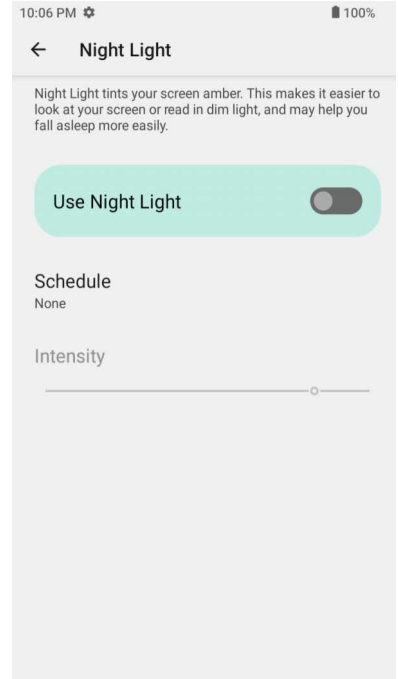 10:06 PM 100%
Night Light
Night Light tints your screen amber. This makes it easier to
look at your screen or read in dim light, and may help you
fall asleep more easily.
Use Night Light
Schedule
None
Intensity